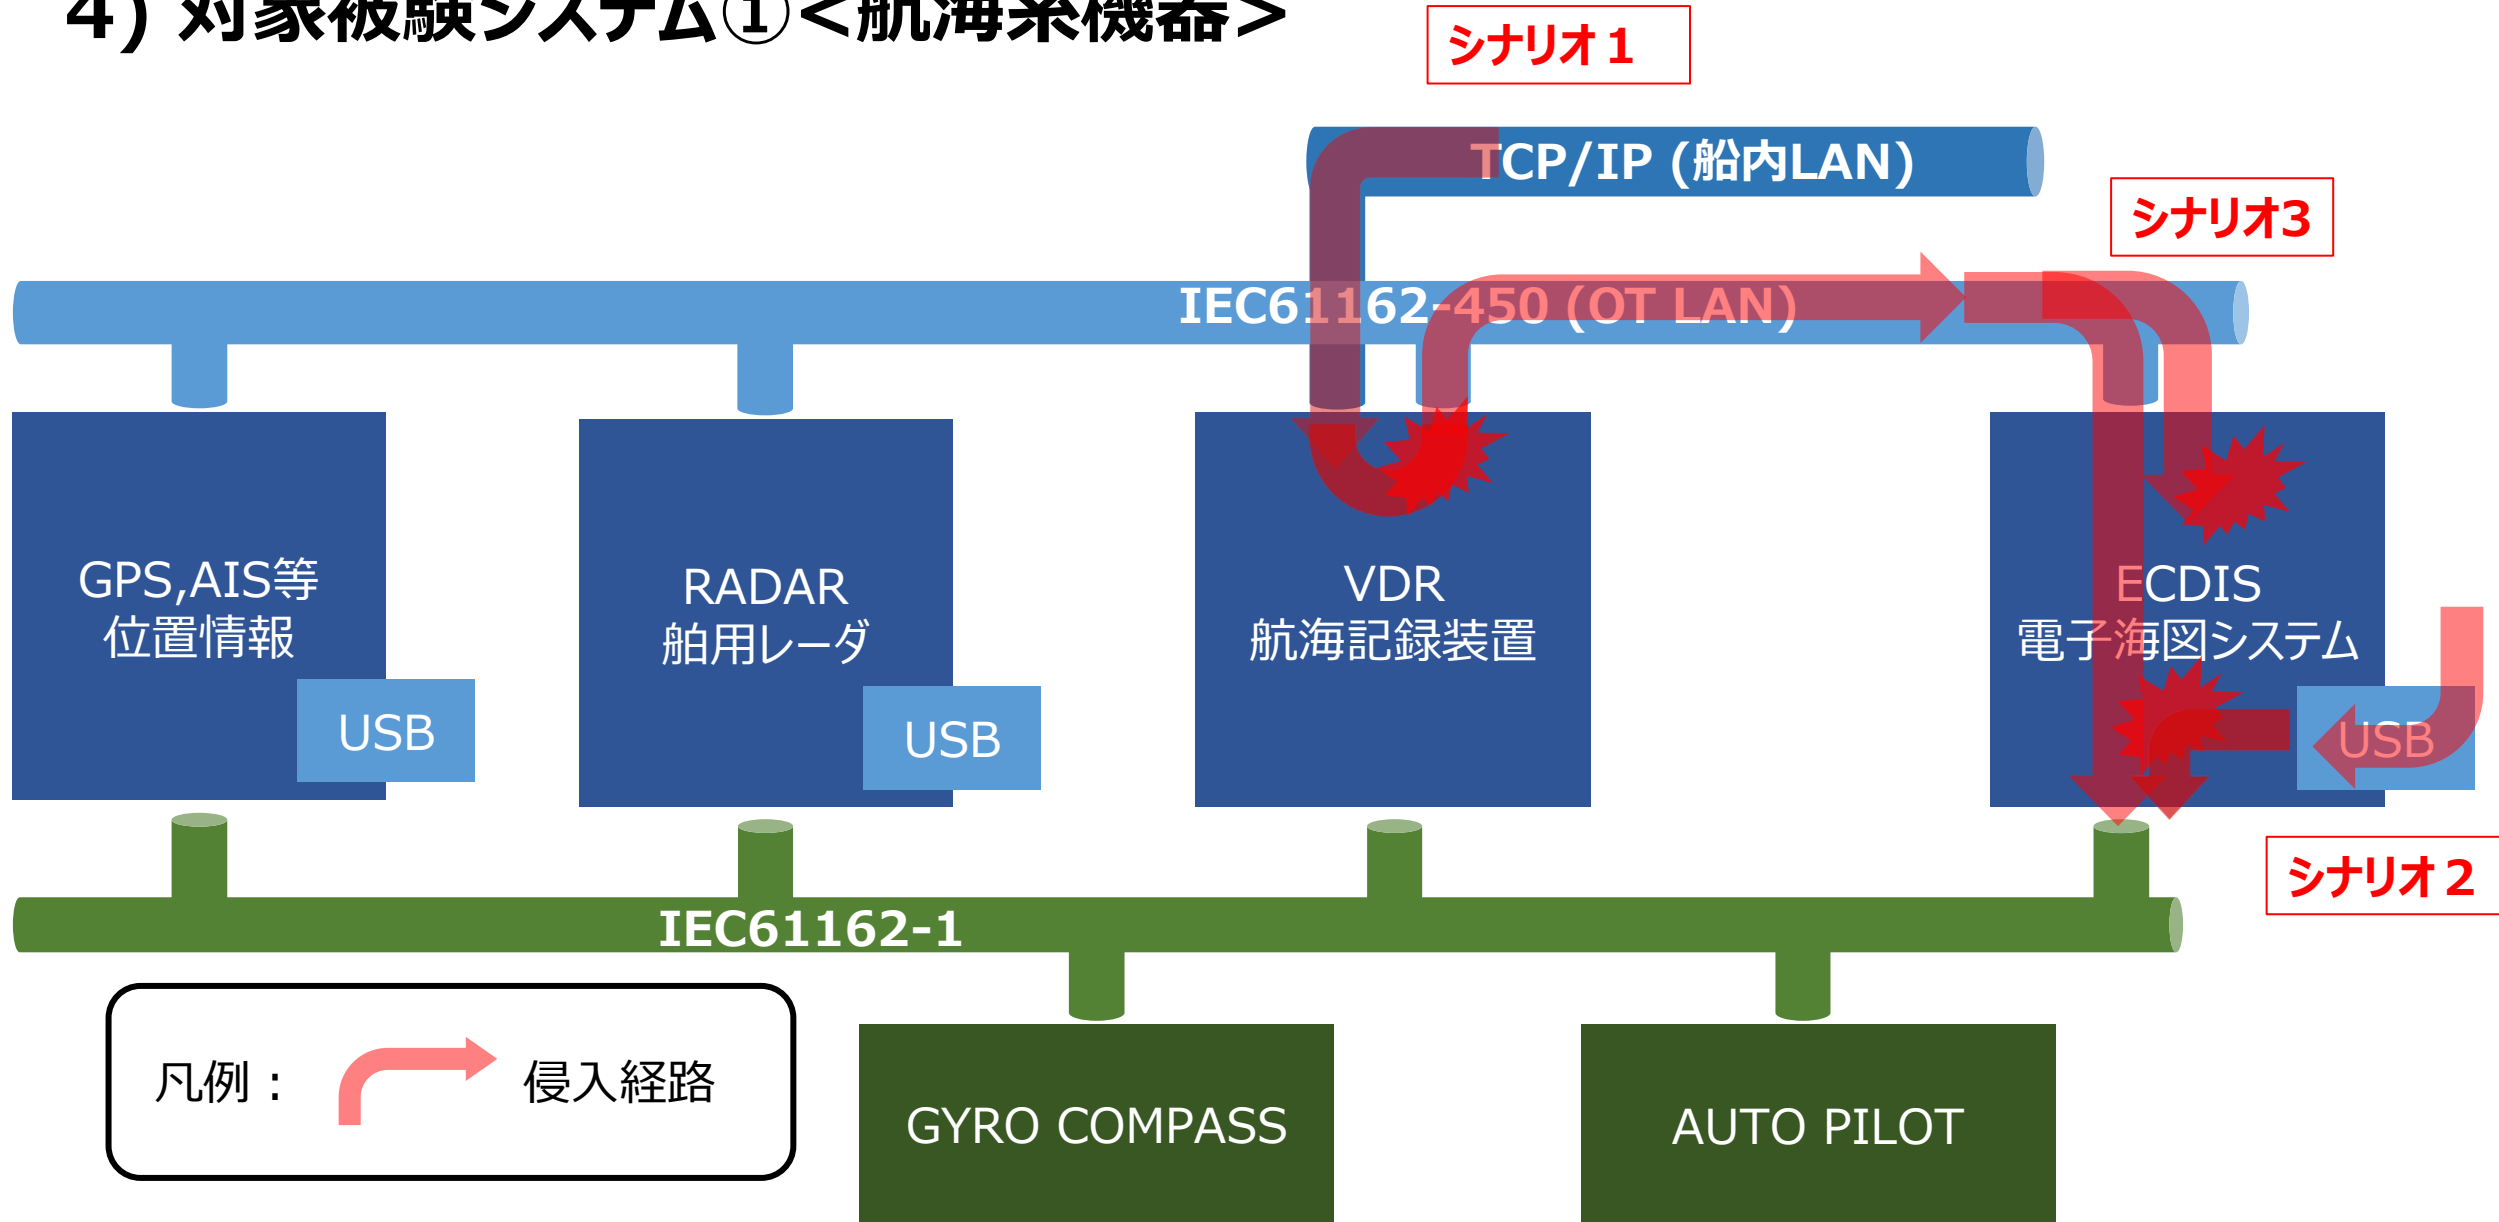 4) 対象模擬システム①<航海系機器>
シナリオ１
TCP/IP (船内LAN)
シナリオ3
IEC61162-450 (OT LAN)
GPS,AIS等
位置情報
USB
RADAR
舶用レーダ
USB
VDR
航海記録装置
ECDIS
電子海図システム
USB
シナリオ２
IEC61162-1
凡例：
侵入経路
GYRO COMPASS
AUTO PILOT